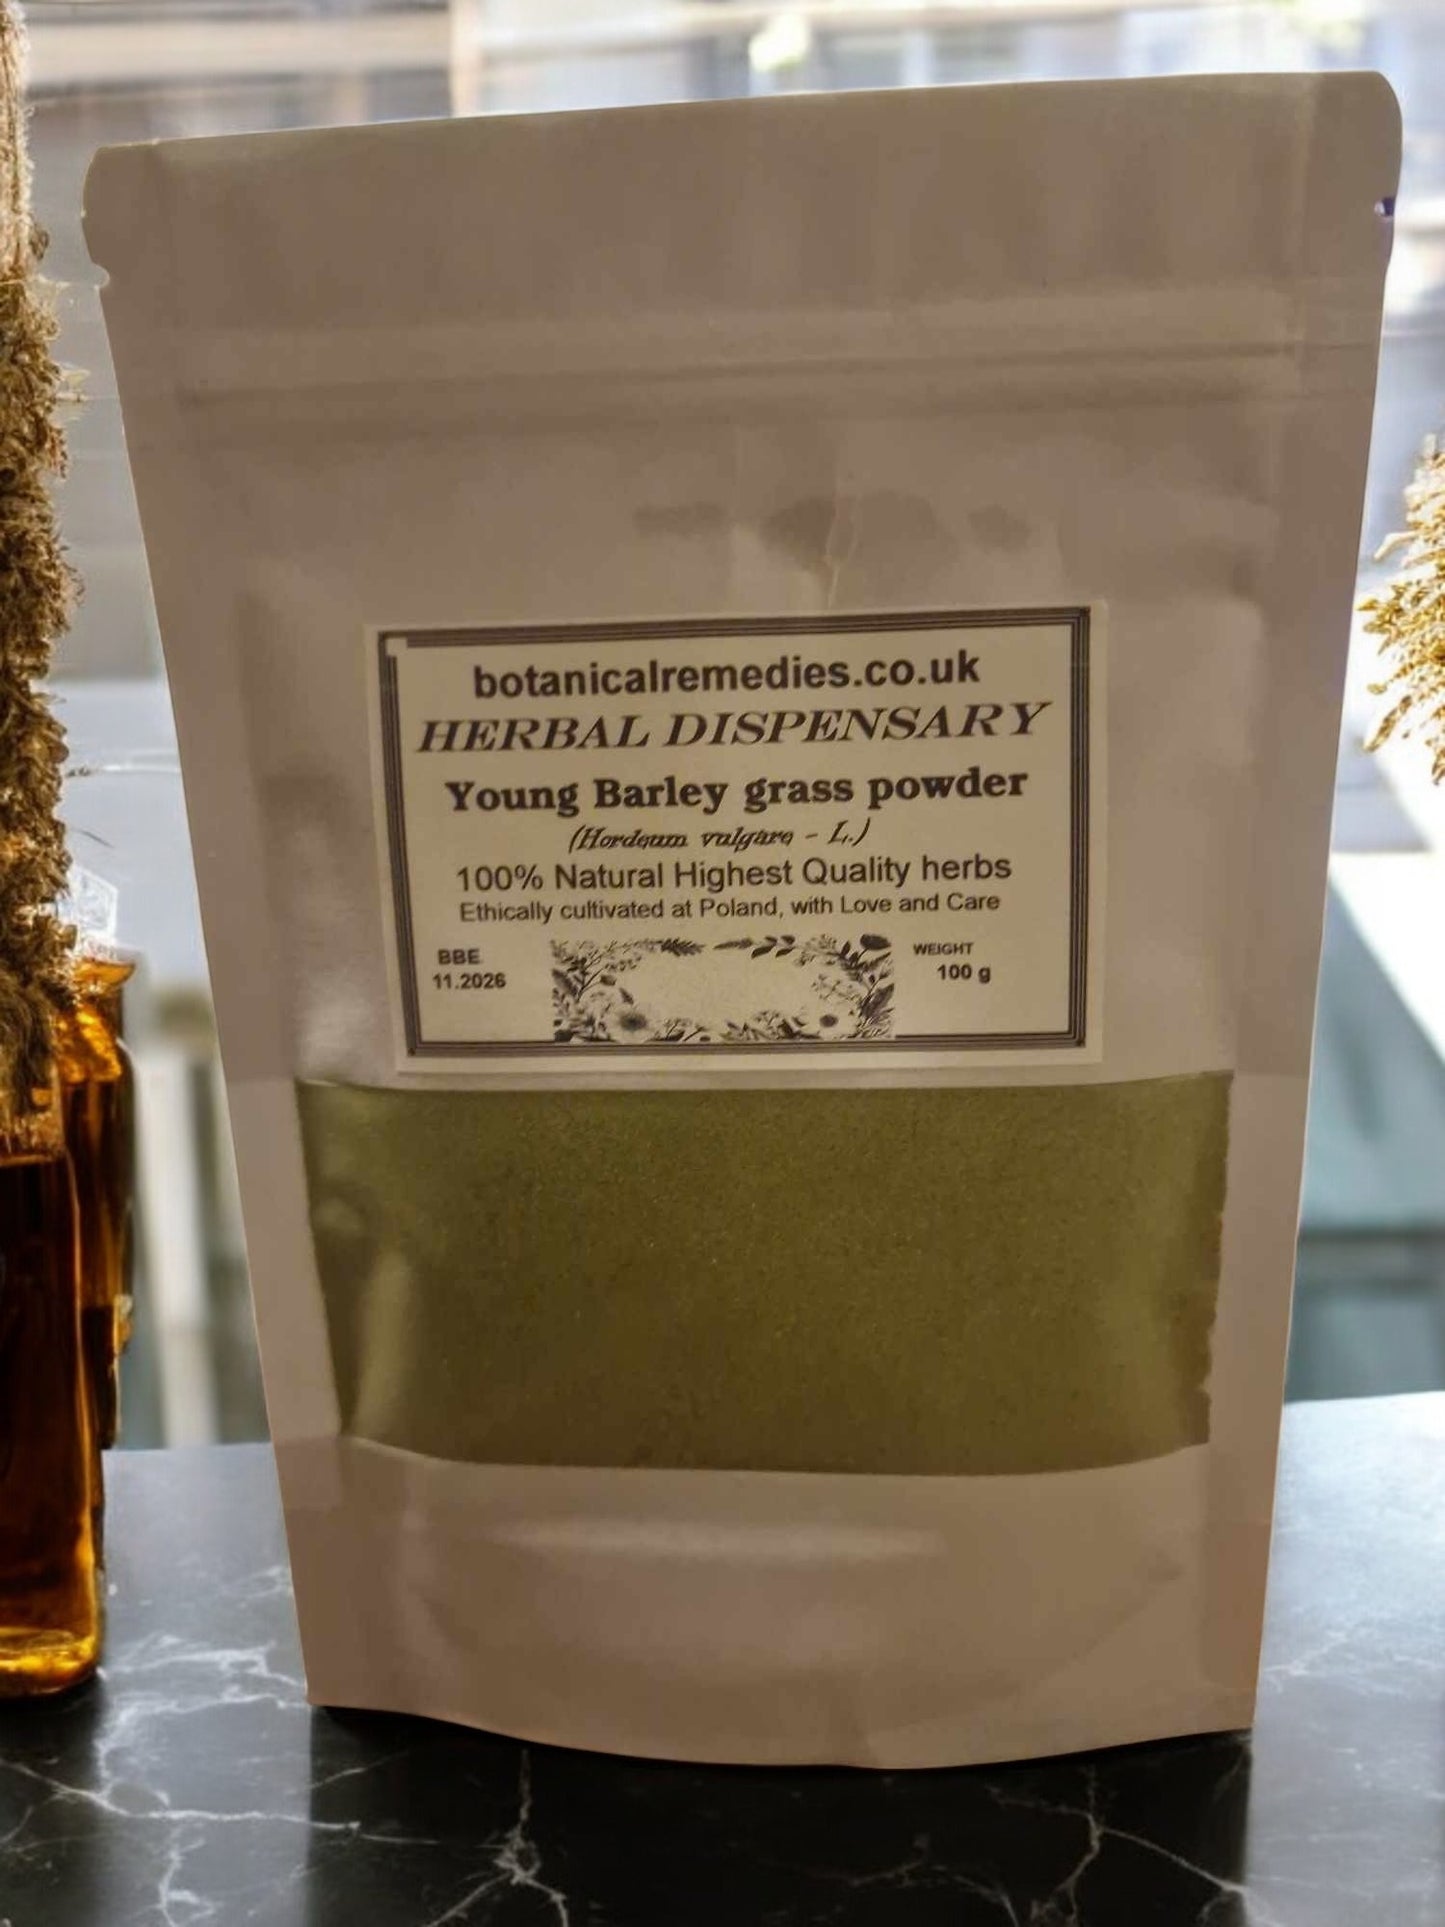 botanicalremedies.co.uk
HERBAL DISPENSARY
Young Barley grass powder
(Hordeum vulgare - L.)
100% Natural Highest Quality herbs
Ethically cultivated at Poland, with Love and Care
BBE
11.2026
WEIGHT
100 g